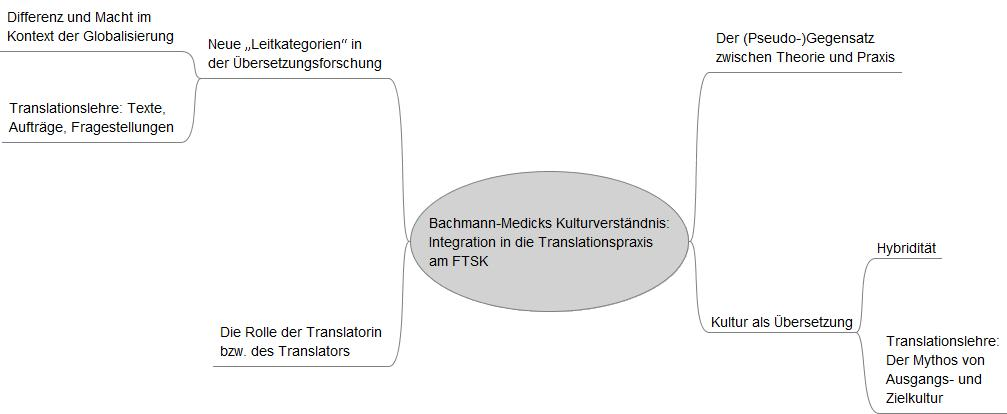 Differenz und Macht im
Kontext der Globalisierung
Neue „Leitkategorien“ in
der Übersetzungsforschung
Translationslehre: Texte,
Aufträge, Fragestellungen
Der (Pseudo-)Gegensatz
zwischen Theorie und Praxis
Bachmann-Medicks Kulturverständnis:
Integration in die Translationspraxis
am FTSK
Die Rolle der Translatorin
bzw. des Translators
Kultur als Übersetzung
Hybridität
Translationslehre:
Der Mythos von
Ausgangs- und
Zielkultur